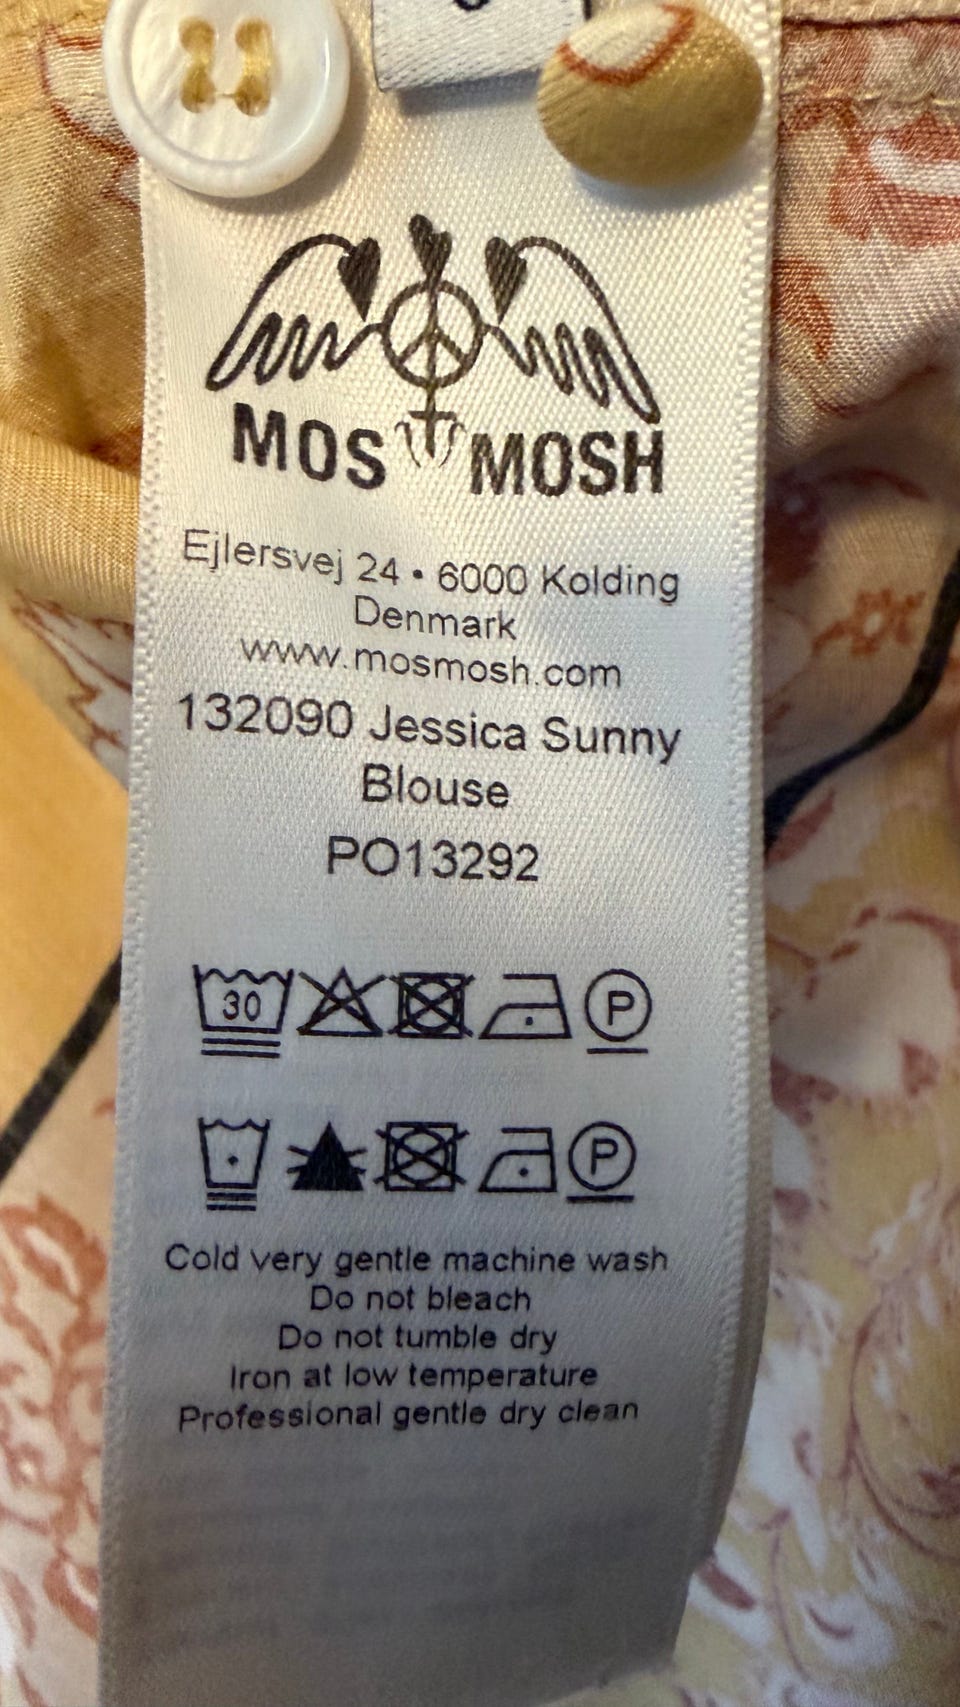 MOS MOSH
Ejlersvej 24 • 6000 Kolding
Denmark
www.mosmosh.com
132090 Jessica Sunny
Blouse
PO13292
30 P
P
Cold very gentle machine wash
Do not bleach
Do not tumble dry
Iron at low temperature
Professional gentle dry clean